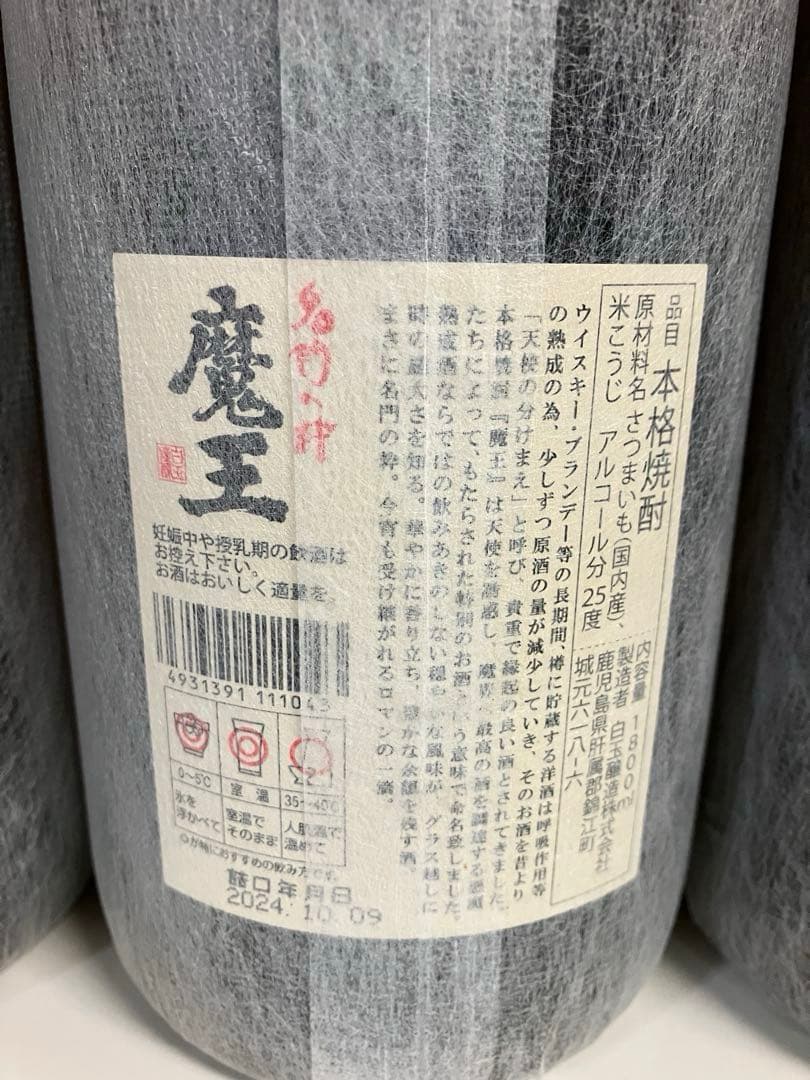 品目 本格焼酎
原材料名 さつまいも(国内産)、
米こうじ アルコール分 25度
内容量 1800ml
製造者 白玉醸造株式会社
鹿児島県肝属郡錦江町
城元六一八ー六
ウイスキー・ブランデー等の長期間、樽に貯蔵する洋酒は呼吸作用等
の熟成の為、少しずつ原酒の量が減少していき、そのお酒を昔より
「天使の分けまえ」と呼び、貴重で縁起の良い酒とされてきました。
本格焼酎『魔王』は天使を誘惑し、魔界へ最高の酒を調達する悪魔
たちによって、もたらされた特別のお酒という意味で命名致しました。
熟成酒ならではの飲みあきのしない穏やかな風味が、グラス越しに
時の雄大さを知る。華やかに香り立ち、豊かな余韻を残す酒。
まさに名門の粋。今宵も受け継がれるロマンの一滴。
名門の粋
魔王
妊娠中や授乳期の飲酒は
お控え下さい。
お酒はおいしく適量を。
4931391 111043
0〜5℃ 室温 35〜40℃
氷を
浮かべて
室温で
そのまま
人肌温で
温めて
◎が特におすすめの飲み方です。
詰口年月日
2024.10.09